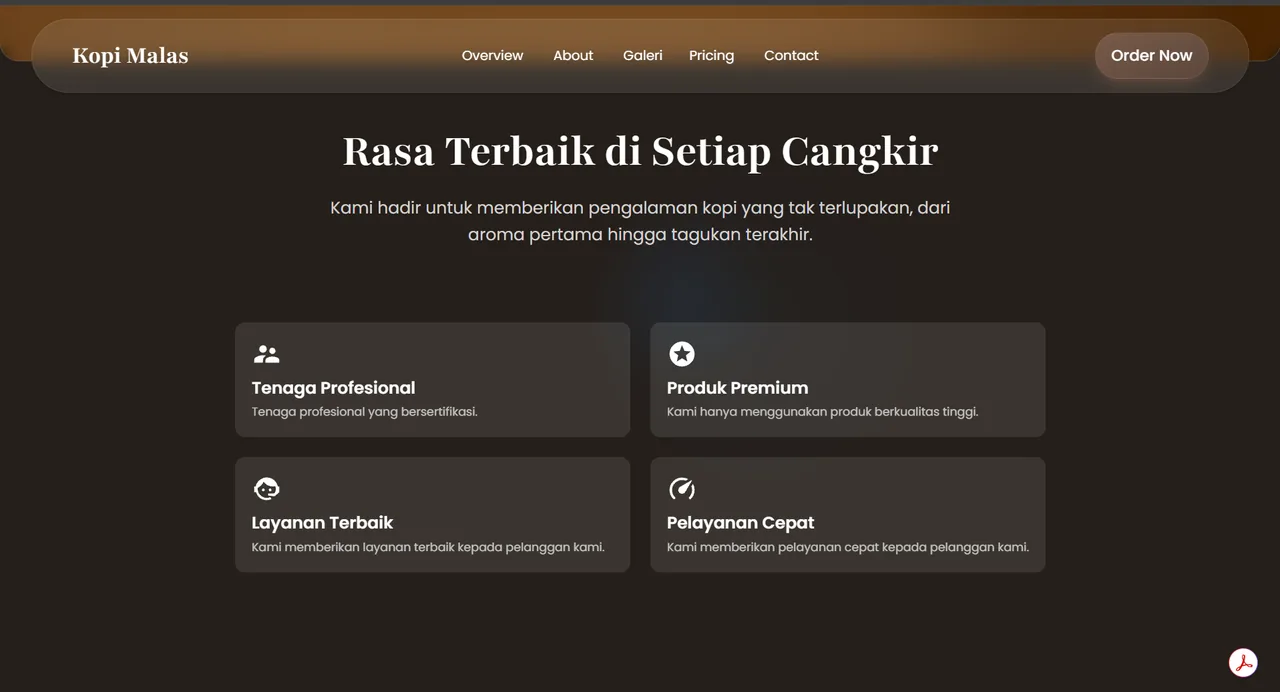 Kopi Malas
Overview About Galeri Pricing Contact
Order Now
Rasa Terbaik di Setiap Cangkir
Kami hadir untuk memberikan pengalaman kopi yang tak terlupakan, dari
aroma pertama hingga tagukan terakhir.
Tenaga Profesional
Tenaga profesional yang bersertifikasi.
Produk Premium
Kami hanya menggunakan produk berkualitas tinggi.
Layanan Terbaik
Kami memberikan layanan terbaik kepada pelanggan kami.
Pelayanan Cepat
Kami memberikan pelayanan cepat kepada pelanggan kami.